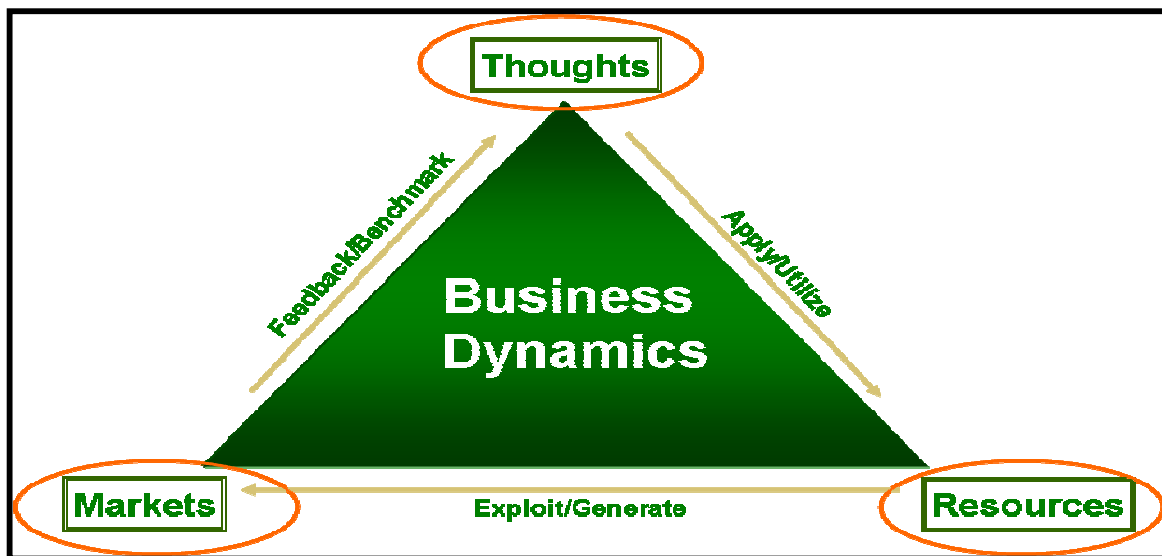 Thoughts
Feedback/Benchmark
Apply/Utilize
Business
Dynamics
Markets
Exploit/Generate
Resources